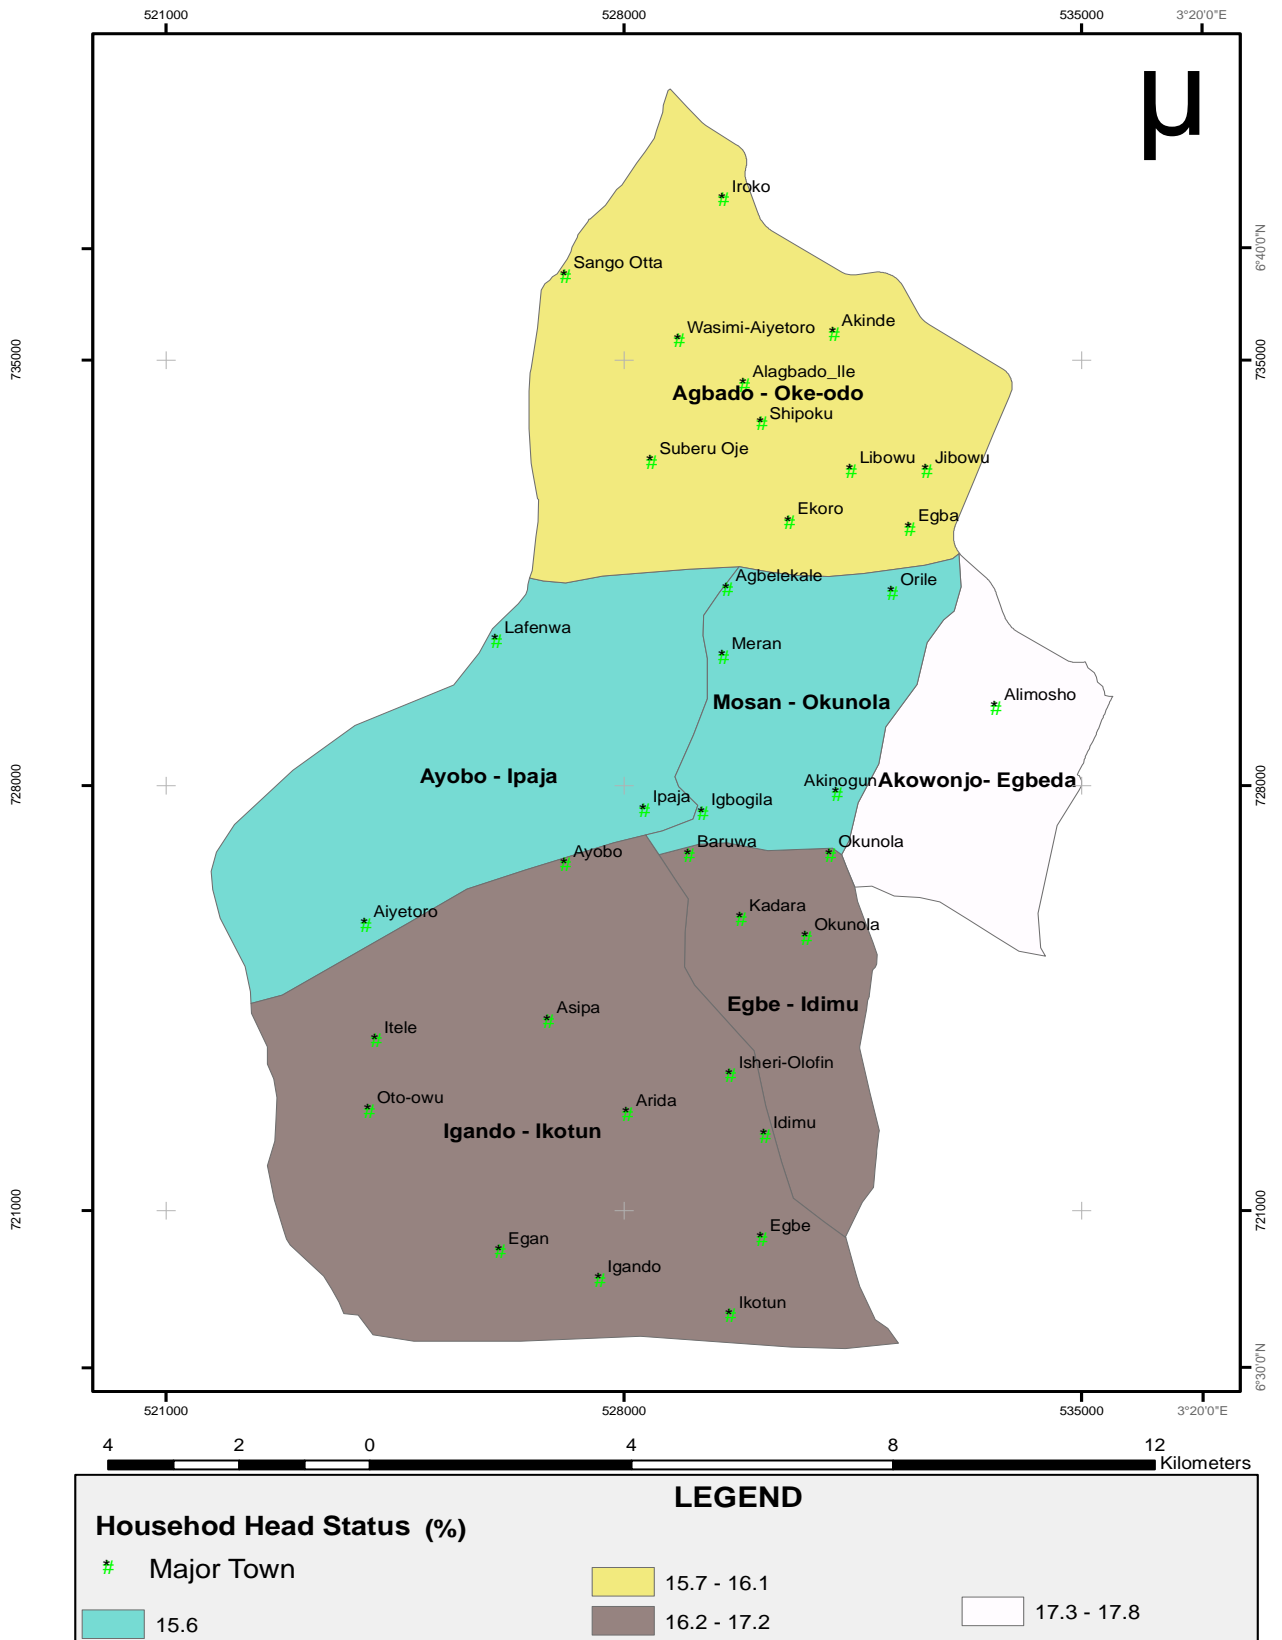 521000 528000 535000 3°20'0"E
µ
Iroko
6°40'0"N
Sango Otta
Wasimi-Aiyetoro
Akinde
735000
735000
Alagbado_Ile
Agbado - Oke-odo
Shipoku
Suberu Oje
Libowu
Jibowu
Ekoro
Egba
Agbelekale
Orile
Lafenwa
Meran
Alimosho
Mosan - Okunola
Ayobo - Ipaja
Akinogun
Akowonjo- Egbeda
728000
728000
Ipaja
Igbogila
Ayobo
Baruwa
Okunola
Aiyetoro
Kadara
Okunola
Egbe - Idimu
Asipa
Itele
Isheri-Olofin
Oto-owu
Arida
Idimu
Igando - Ikotun
721000
721000
Egbe
Egan
Igando
Ikotun
6°30'0"N
521000 528000 535000 3°20'0"E
4 2 0 4 8 12
Kilometers
LEGEND
Househod Head Status (%)
Major Town
15.6
15.7 - 16.1
16.2 - 17.2
17.3 - 17.8